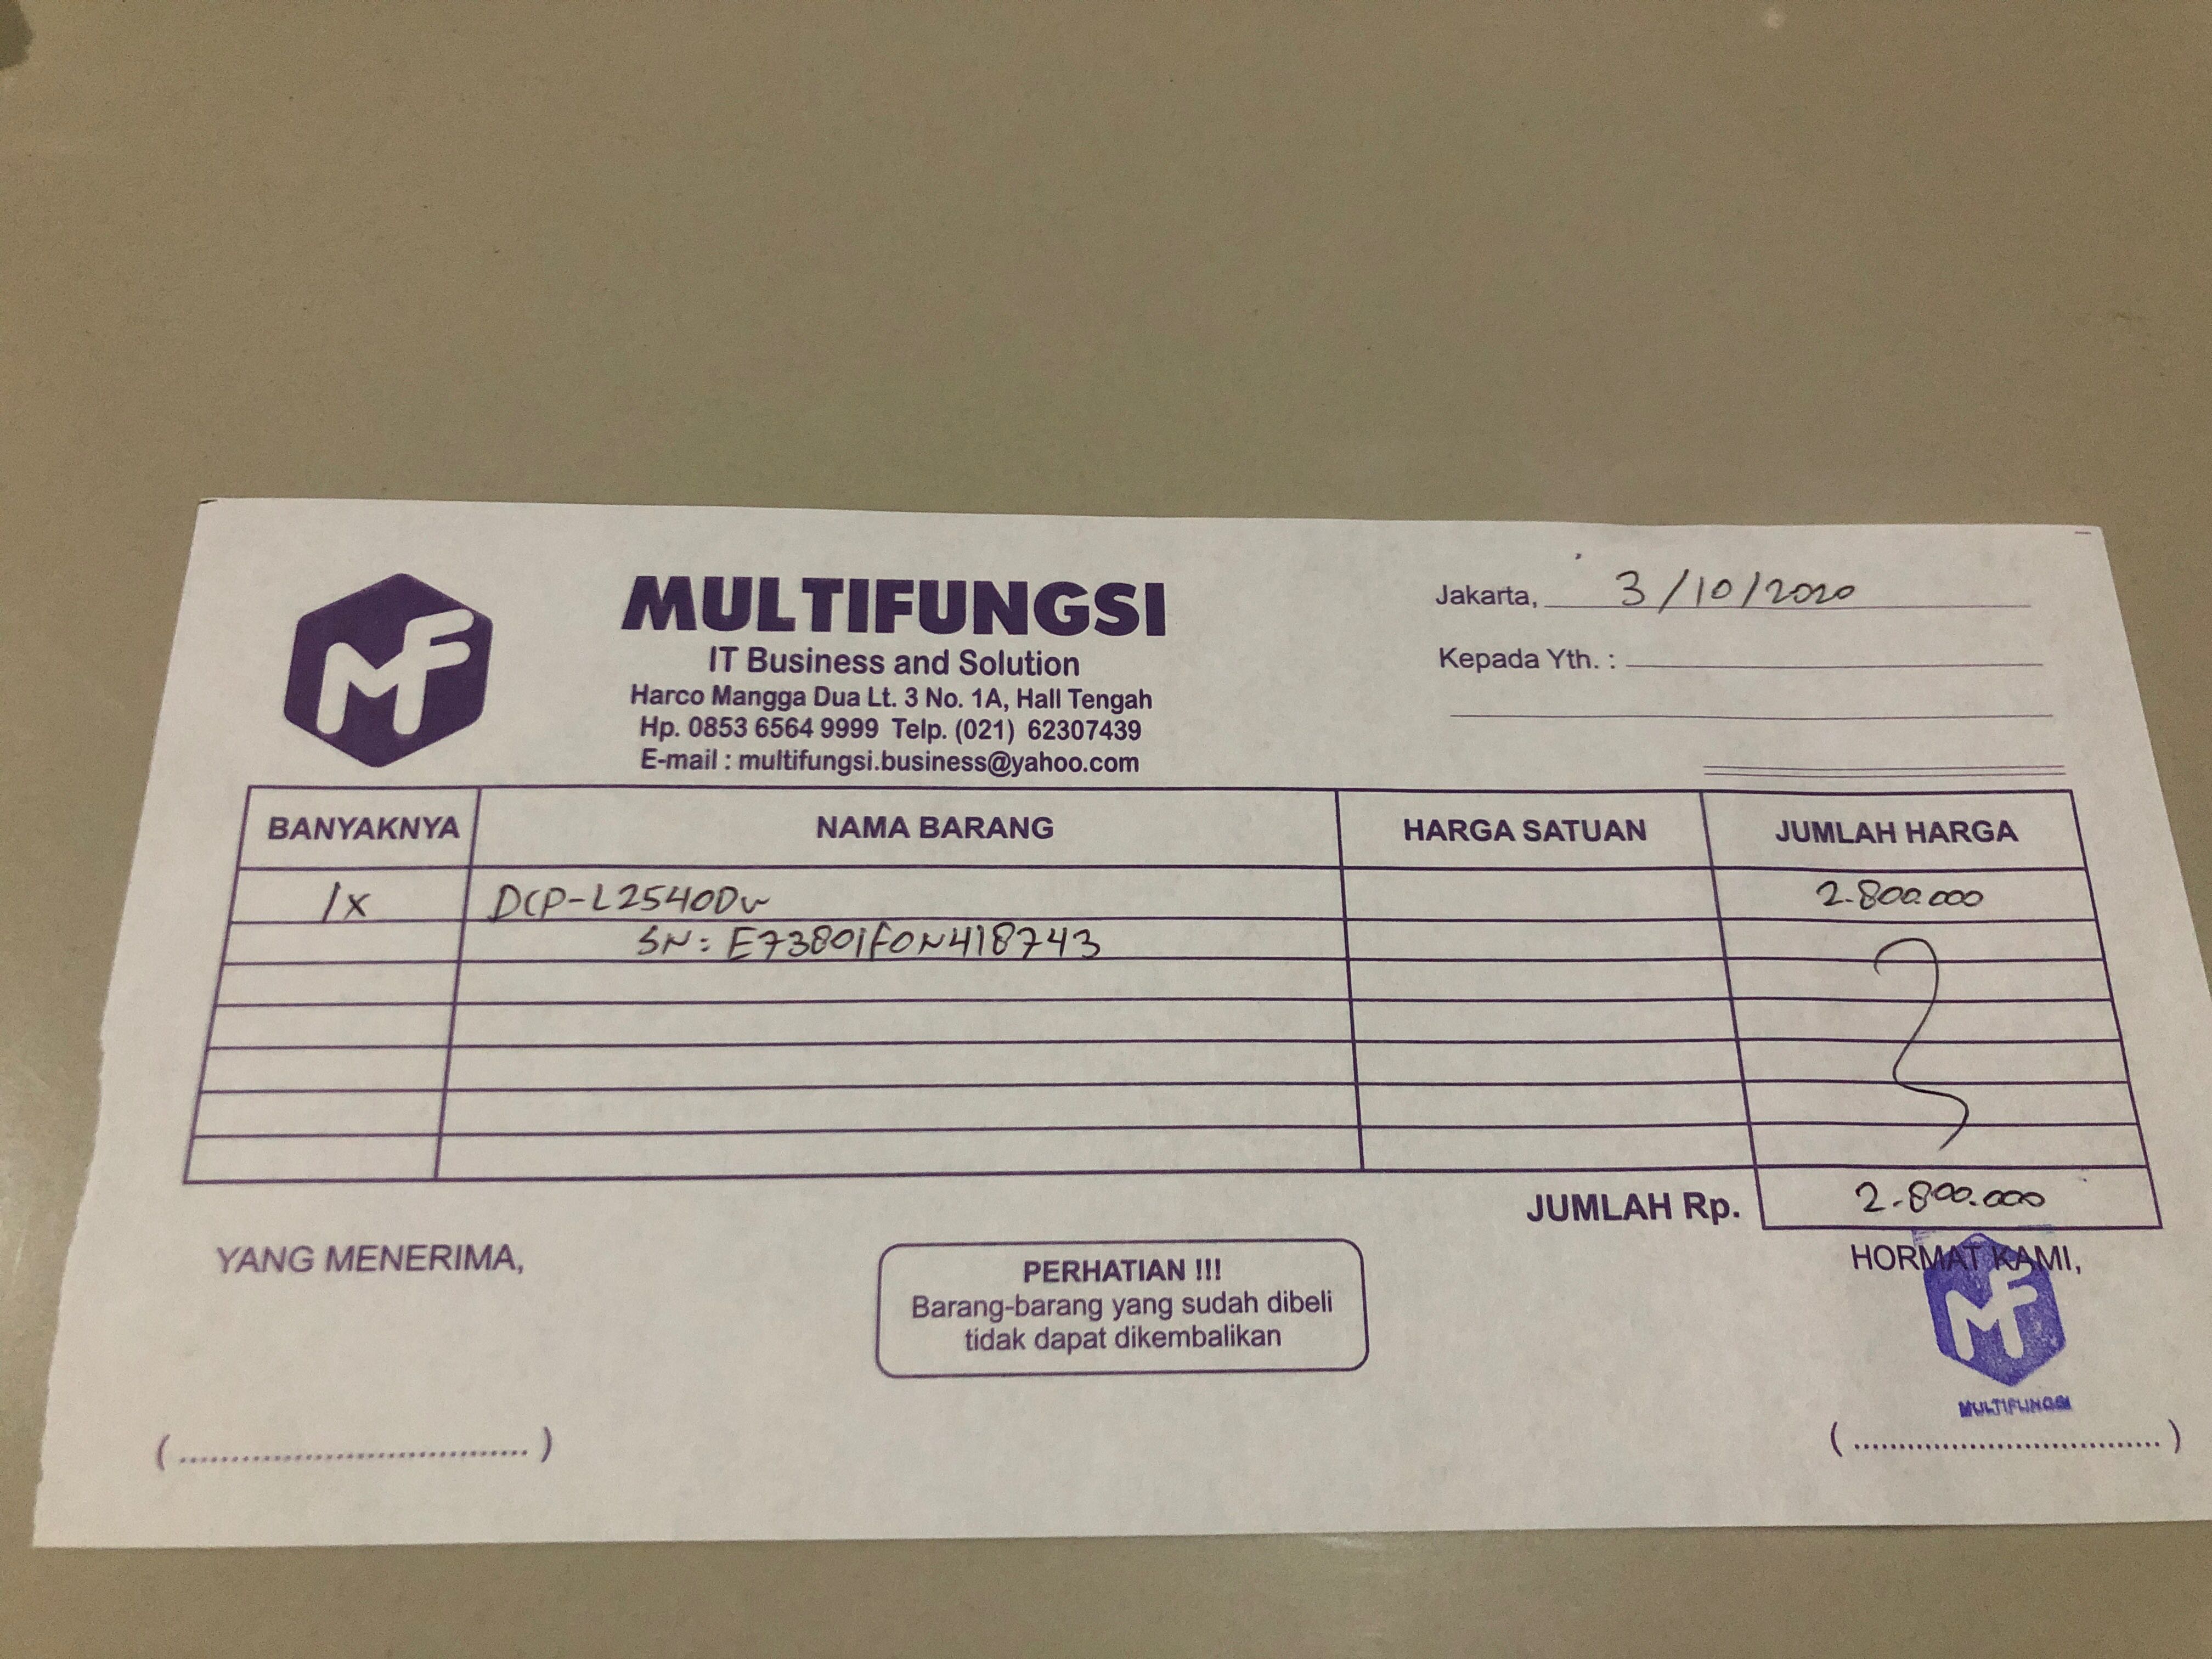 MF
MULTIFUNGSI
IT Business and Solution
Harco Mangga Dua Lt. 3 No. 1A, Hall Tengah
Hp. 0853 6564 9999 Telp. (021) 62307439
E-mail : multifungsi.business@yahoo.com
Jakarta, 3/10/2020
Kepada Yth. :
BANYAKNYA NAMA BARANG HARGA SATUAN JUMLAH HARGA
1x DCP-L2540Dw 2.800.000
SN: E73801F0N418743
JUMLAH Rp. 2.800.000
YANG MENERIMA,
PERHATIAN !!!
Barang-barang yang sudah dibeli
tidak dapat dikembalikan
HORMAT KAMI,
MF
MULTIFUNGSI
(................................) (................................)